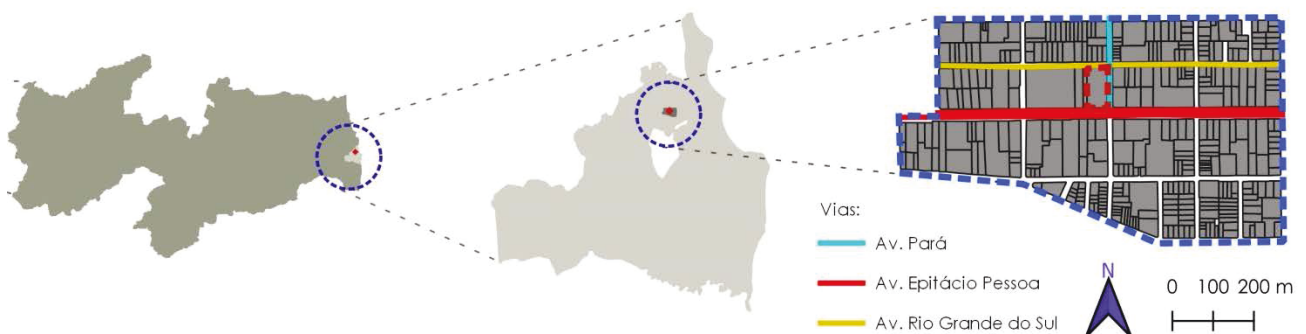 Vias:
Av. Pará
Av. Epitácio Pessoa
Av. Rio Grande do Sul
N
0 100 200 m